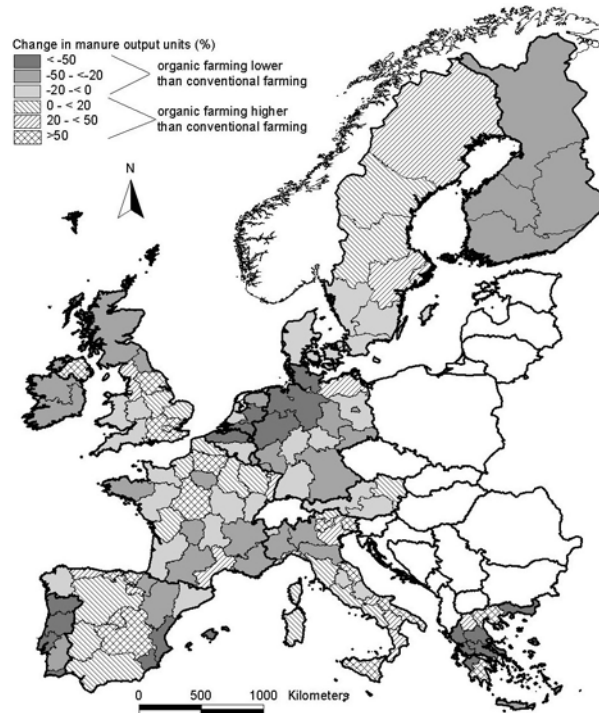 Change in manure output units (%)
< -50
-50 - <-20
-20 -< 0
0 - < 20
20 - < 50
>50
organic farming lower
than conventional farming
organic farming higher
than conventional farming
N
0 500 1000 Kilometers